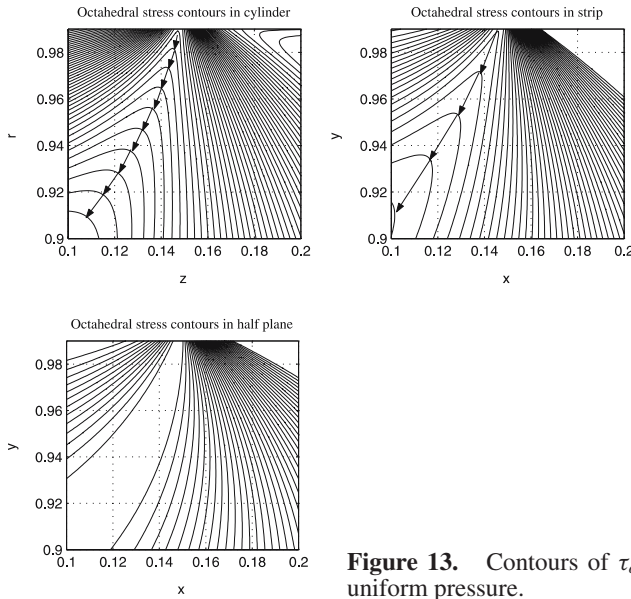 Octahedral stress contours in cylinder
0.98
0.96
0.94
0.92
0.9
r
0.1 0.12 0.14 0.16 0.18 0.2
z
Octahedral stress contours in strip
0.98
0.96
0.94
0.92
0.9
y
0.1 0.12 0.14 0.16 0.18 0.2
x
Octahedral stress contours in half plane
0.98
0.96
0.94
0.92
0.9
y
0.1 0.12 0.14 0.16 0.18 0.2
x
Figure 13. Contours of τ
uniform pressure.